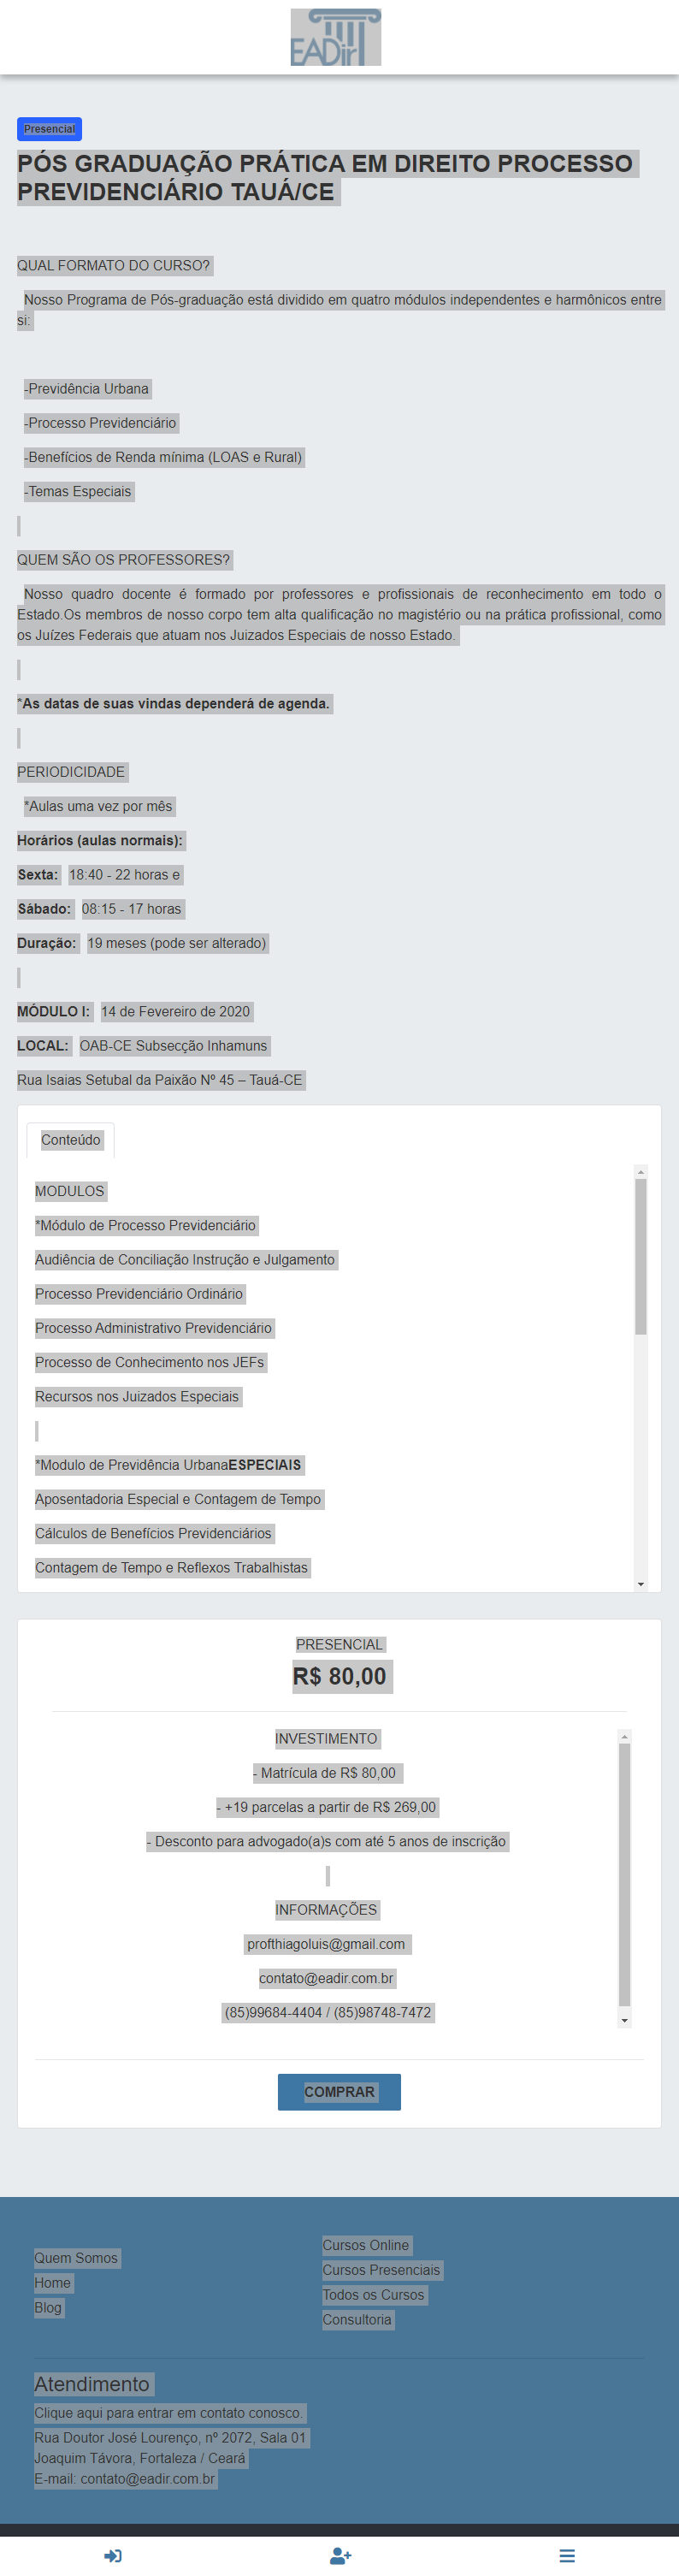 EADir
Presencial
PÓS GRADUAÇÃO PRÁTICA EM DIREITO PROCESSO
PREVIDENCIÁRIO TAUÁ/CE
QUAL FORMATO DO CURSO?
Nosso Programa de Pós-graduação está dividido em quatro módulos independentes e harmônicos entre
si:
-Previdência Urbana
-Processo Previdenciário
-Benefícios de Renda mínima (LOAS e Rural)
-Temas Especiais
QUEM SÃO OS PROFESSORES?
Nosso quadro docente é formado por professores e profissionais de reconhecimento em todo o
Estado.Os membros de nosso corpo tem alta qualificação no magistério ou na prática profissional, como
os Juízes Federais que atuam nos Juizados Especiais de nosso Estado.
*As datas de suas vindas dependerá de agenda.
PERIODICIDADE
*Aulas uma vez por mês
Horários (aulas normais):
Sexta: 18:40 - 22 horas e
Sábado: 08:15 - 17 horas
Duração: 19 meses (pode ser alterado)
MÓDULO I: 14 de Fevereiro de 2020
LOCAL: OAB-CE Subsecção Inhamuns
Rua Isaias Setubal da Paixão Nº 45 – Tauá-CE
Conteúdo
MODULOS
*Módulo de Processo Previdenciário
Audiência de Conciliação Instrução e Julgamento
Processo Previdenciário Ordinário
Processo Administrativo Previdenciário
Processo de Conhecimento nos JEFs
Recursos nos Juizados Especiais
*Modulo de Previdência UrbanaESPECIAIS
Aposentadoria Especial e Contagem de Tempo
Cálculos de Benefícios Previdenciários
Contagem de Tempo e Reflexos Trabalhistas
PRESENCIAL
R$ 80,00
INVESTIMENTO
- Matrícula de R$ 80,00
- +19 parcelas a partir de R$ 269,00
- Desconto para advogado(a)s com até 5 anos de inscrição
INFORMAÇÕES
profthiagoluis@gmail.com
contato@eadir.com.br
(85)99684-4404 / (85)98748-7472
COMPRAR
Quem Somos
Home
Blog
Cursos Online
Cursos Presenciais
Todos os Cursos
Consultoria
Atendimento
Clique aqui para entrar em contato conosco.
Rua Doutor José Lourenço, nº 2072, Sala 01
Joaquim Távora, Fortaleza / Ceará
E-mail: contato@eadir.com.br